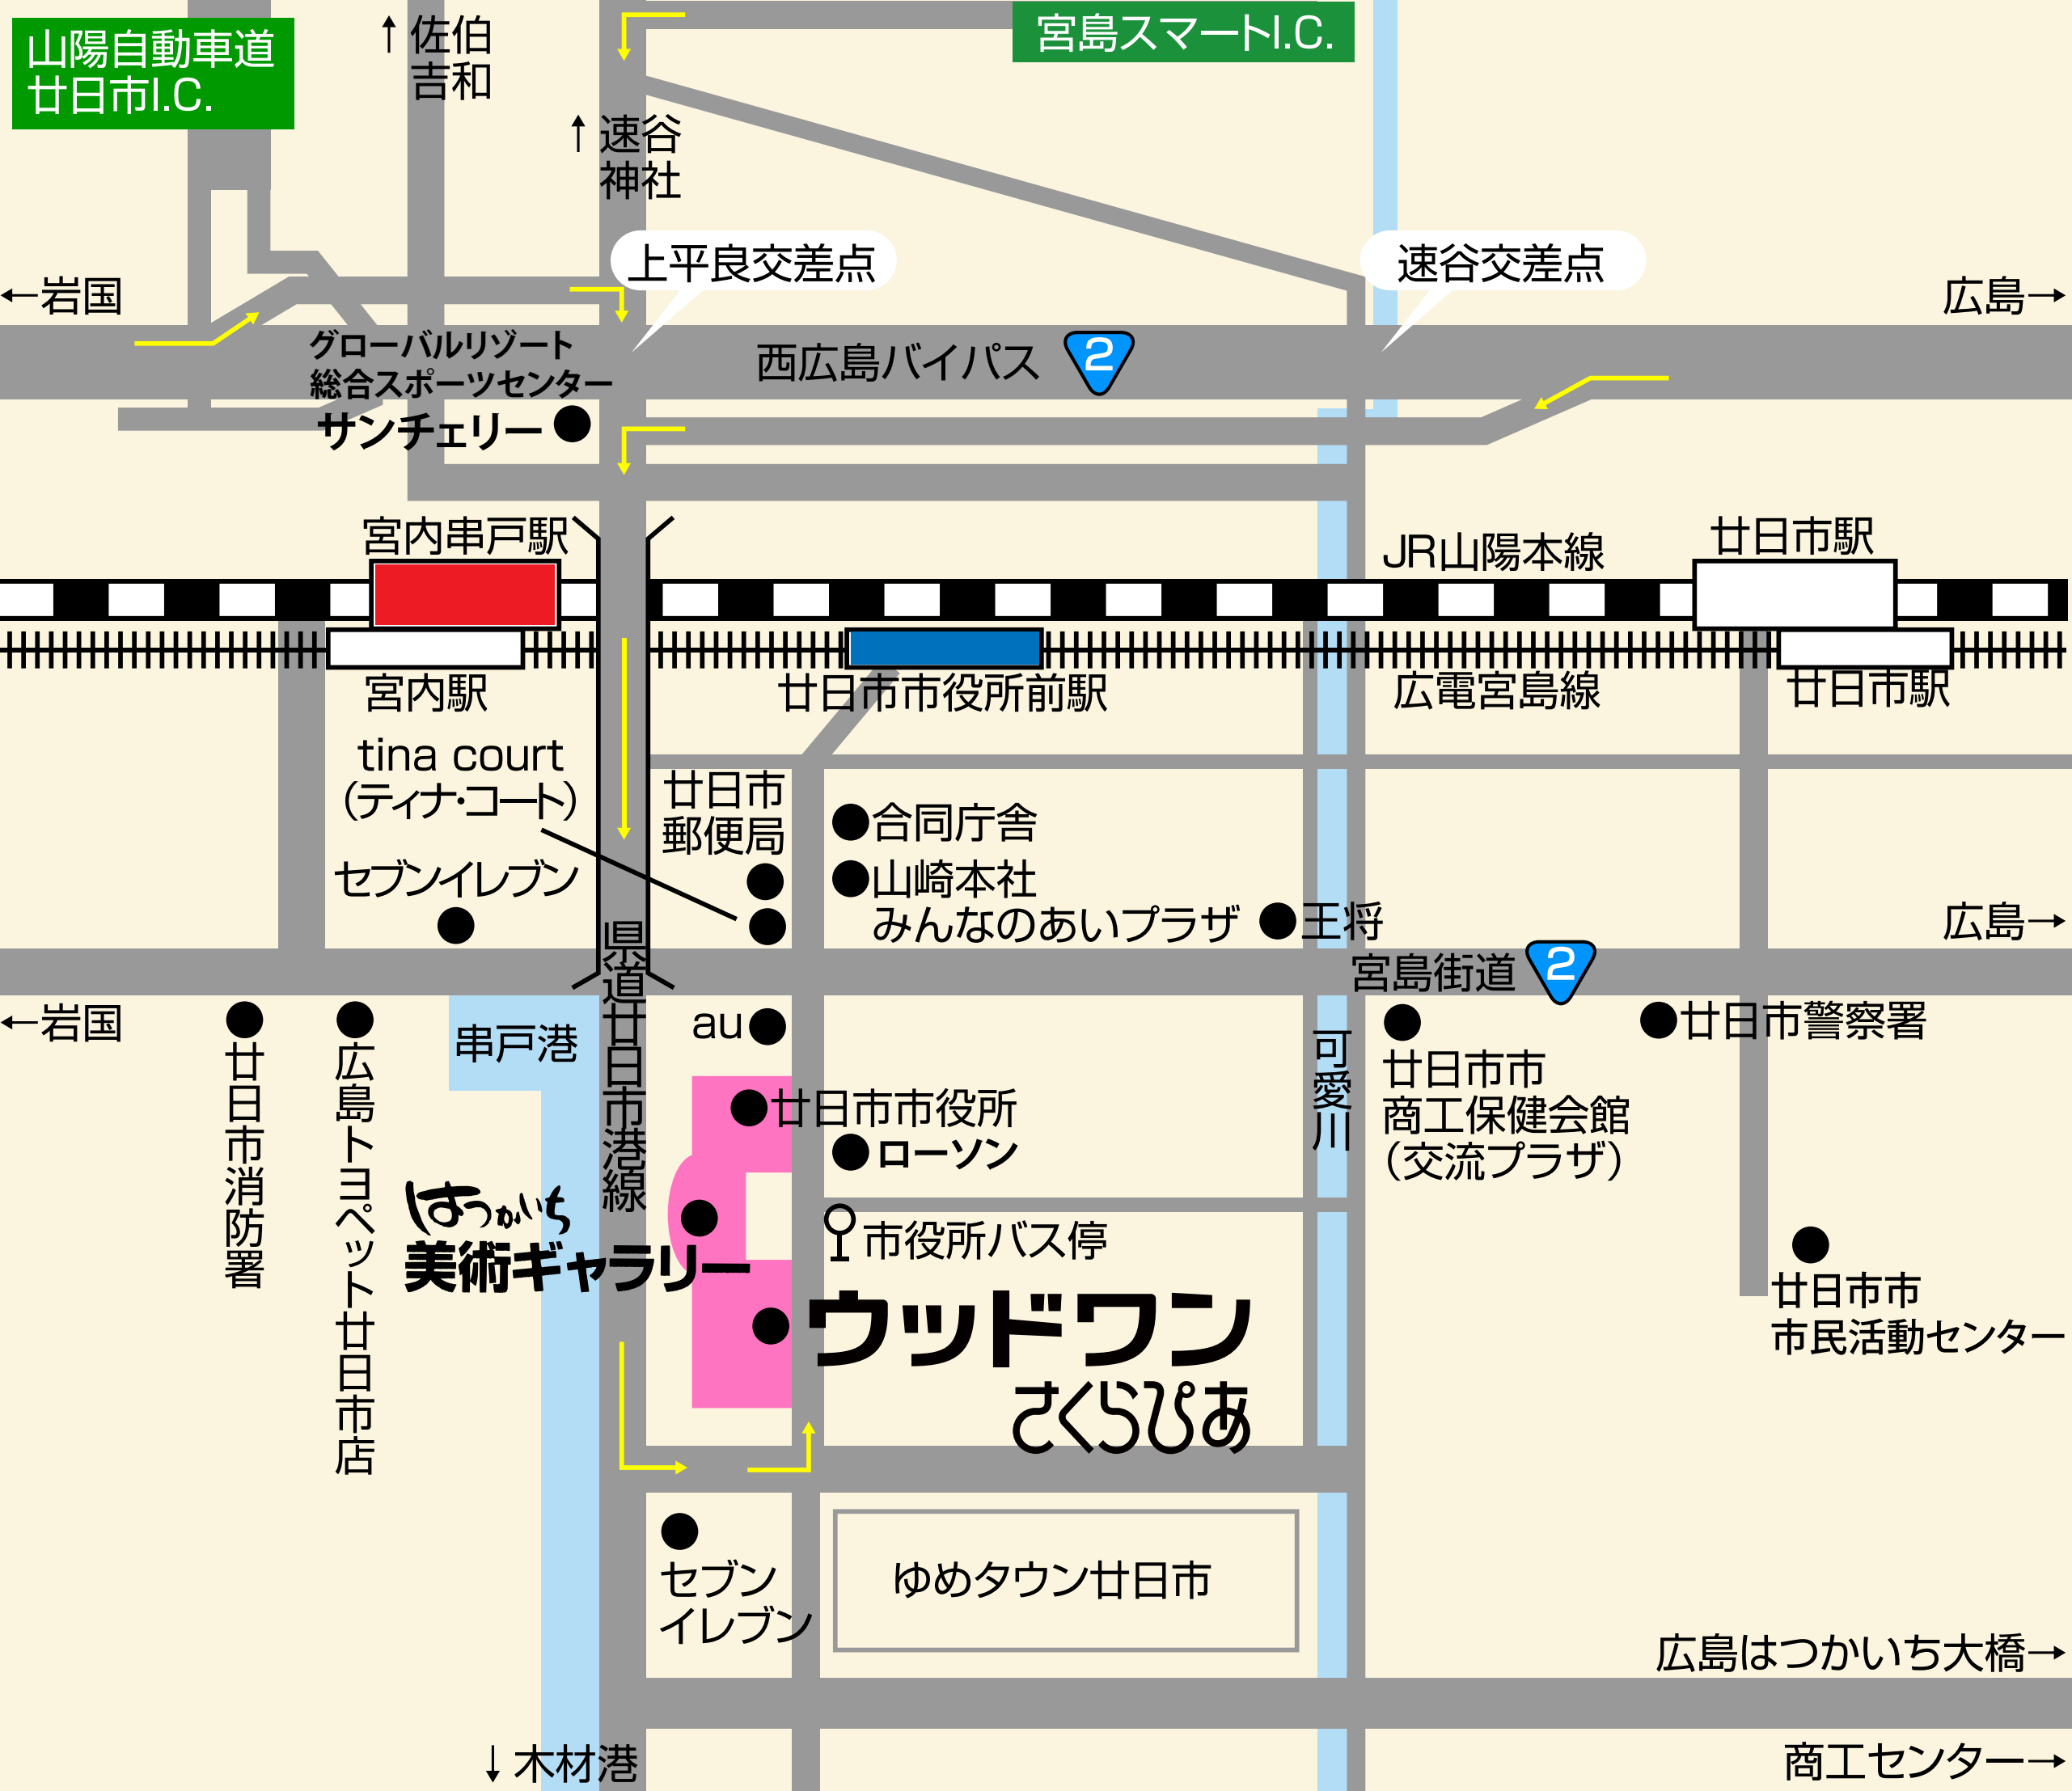 山陽自動車道
廿日市I.C.
↑佐伯
吉和
宮島スマートI.C.
↑速谷
神社
上平良交差点
速谷交差点
←岩国
広島→
グローバルリゾート
総合スポーツセンター
サンチェリー
西広島バイパス
2
宮内串戸駅
JR山陽本線
廿日市駅
宮内駅
廿日市市役所前駅
広電宮島線
廿日市駅
tina court
(ティナ・コート)
廿日市
郵便局
合同庁舎
セブンイレブン
山崎本社
みんなのあいプラザ
王将
広島→
県道廿日市港線
宮島街道
2
←岩国
廿日市消防署
広島トヨペット廿日市店
串戸港
au
可愛川
廿日市市
商工保健会館
(交流プラザ)
廿日市警察署
廿日市市役所
ローソン
はつかいち
美術ギャラリー
市役所バス停
ウッドワン
さくらぴあ
廿日市市
市民活動センター
セブン
イレブン
ゆめタウン廿日市
広島はつかいち大橋→
↓木材港
商工センター→